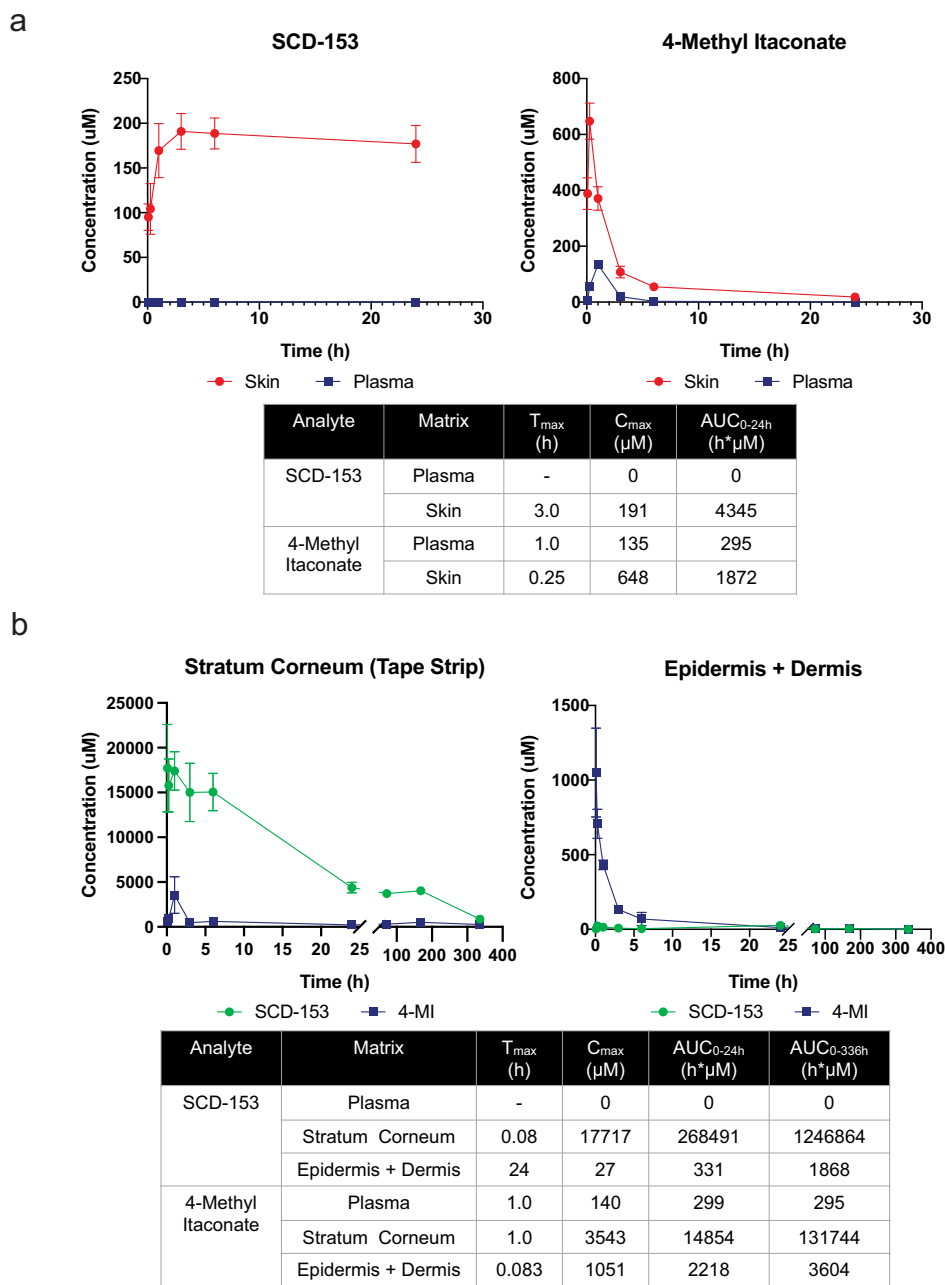 a
SCD-153
4-Methyl Itaconate
Concentration (uM)
250
200
150
100
50
0
0 10 20 30
Time (h)
Skin Plasma
Concentration (uM)
800
600
400
200
0
0 10 20 30
Time (h)
Skin Plasma
Analyte Matrix Tmax (h) Cmax (µM) AUC0-24h (h*µM)
SCD-153 Plasma - 0 0
Skin 3.0 191 4345
4-Methyl Itaconate Plasma 1.0 135 295
Skin 0.25 648 1872
b
Stratum Corneum (Tape Strip)
Epidermis + Dermis
Concentration (uM)
25000
20000
15000
10000
5000
0
0 5 10 15 20 25 100 200 300 400
Time (h)
SCD-153 4-MI
Concentration (uM)
1500
1000
500
0
0 5 10 15 20 25 100 200 300 400
Time (h)
SCD-153 4-MI
Analyte Matrix Tmax (h) Cmax (µM) AUC0-24h (h*µM) AUC0-336h (h*µM)
SCD-153 Plasma - 0 0 0
Stratum Corneum 0.08 17717 268491 1246864
Epidermis + Dermis 24 27 331 1868
4-Methyl Itaconate Plasma 1.0 140 299 295
Stratum Corneum 1.0 3543 14854 131744
Epidermis + Dermis 0.083 1051 2218 3604